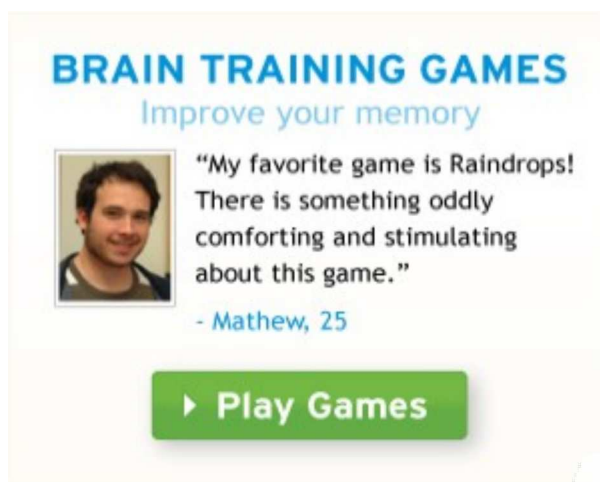 BRAIN TRAINING GAMES
Improve your memory
“My favorite game is Raindrops!
There is something oddly
comforting and stimulating
about this game.”
- Mathew, 25
Play Games